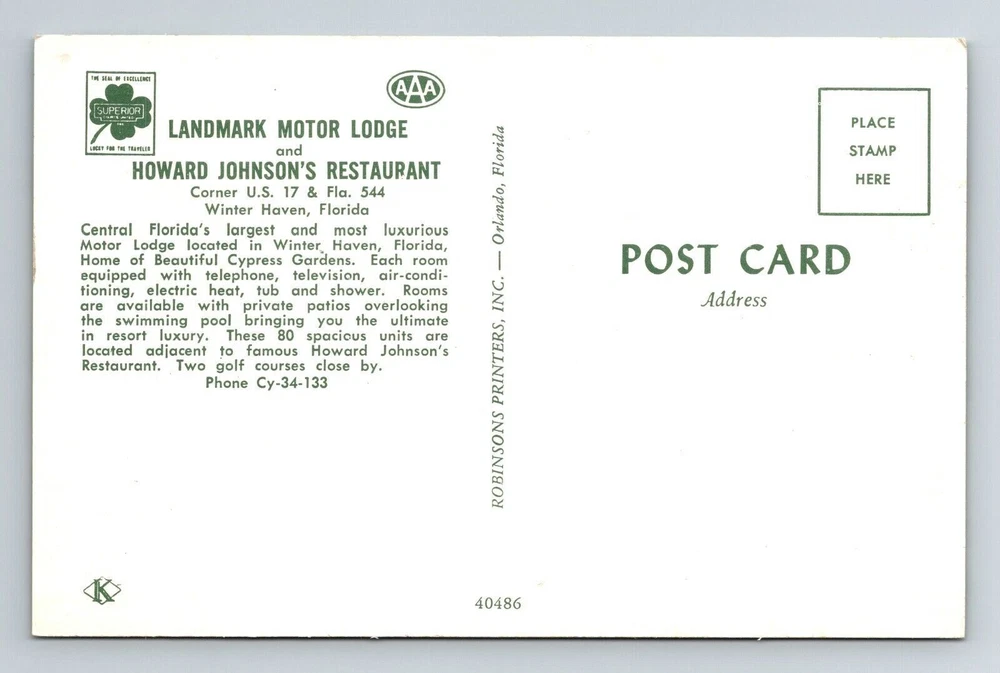 THE SEAL OF EXCELLENCE
SUPERIOR
LUCKY FOR THE TRAVELER
AAA
LANDMARK MOTOR LODGE
and
HOWARD JOHNSON'S RESTAURANT
Corner U.S. 17 & Fla. 544
Winter Haven, Florida
Central Florida's largest and most luxurious
Motor Lodge located in Winter Haven, Florida,
Home of Beautiful Cypress Gardens. Each room
equipped with telephone, television, air-condi-
tioning, electric heat, tub and shower. Rooms
are available with private patios overlooking
the swimming pool bringing you the ultimate
in resort luxury. These 80 spacious units are
located adjacent to famous Howard Johnson's
Restaurant. Two golf courses close by.
Phone Cy-34-133
K
ROBINSONS PRINTERS, INC. — Orlando, Florida
40486
PLACE
STAMP
HERE
POST CARD
Address